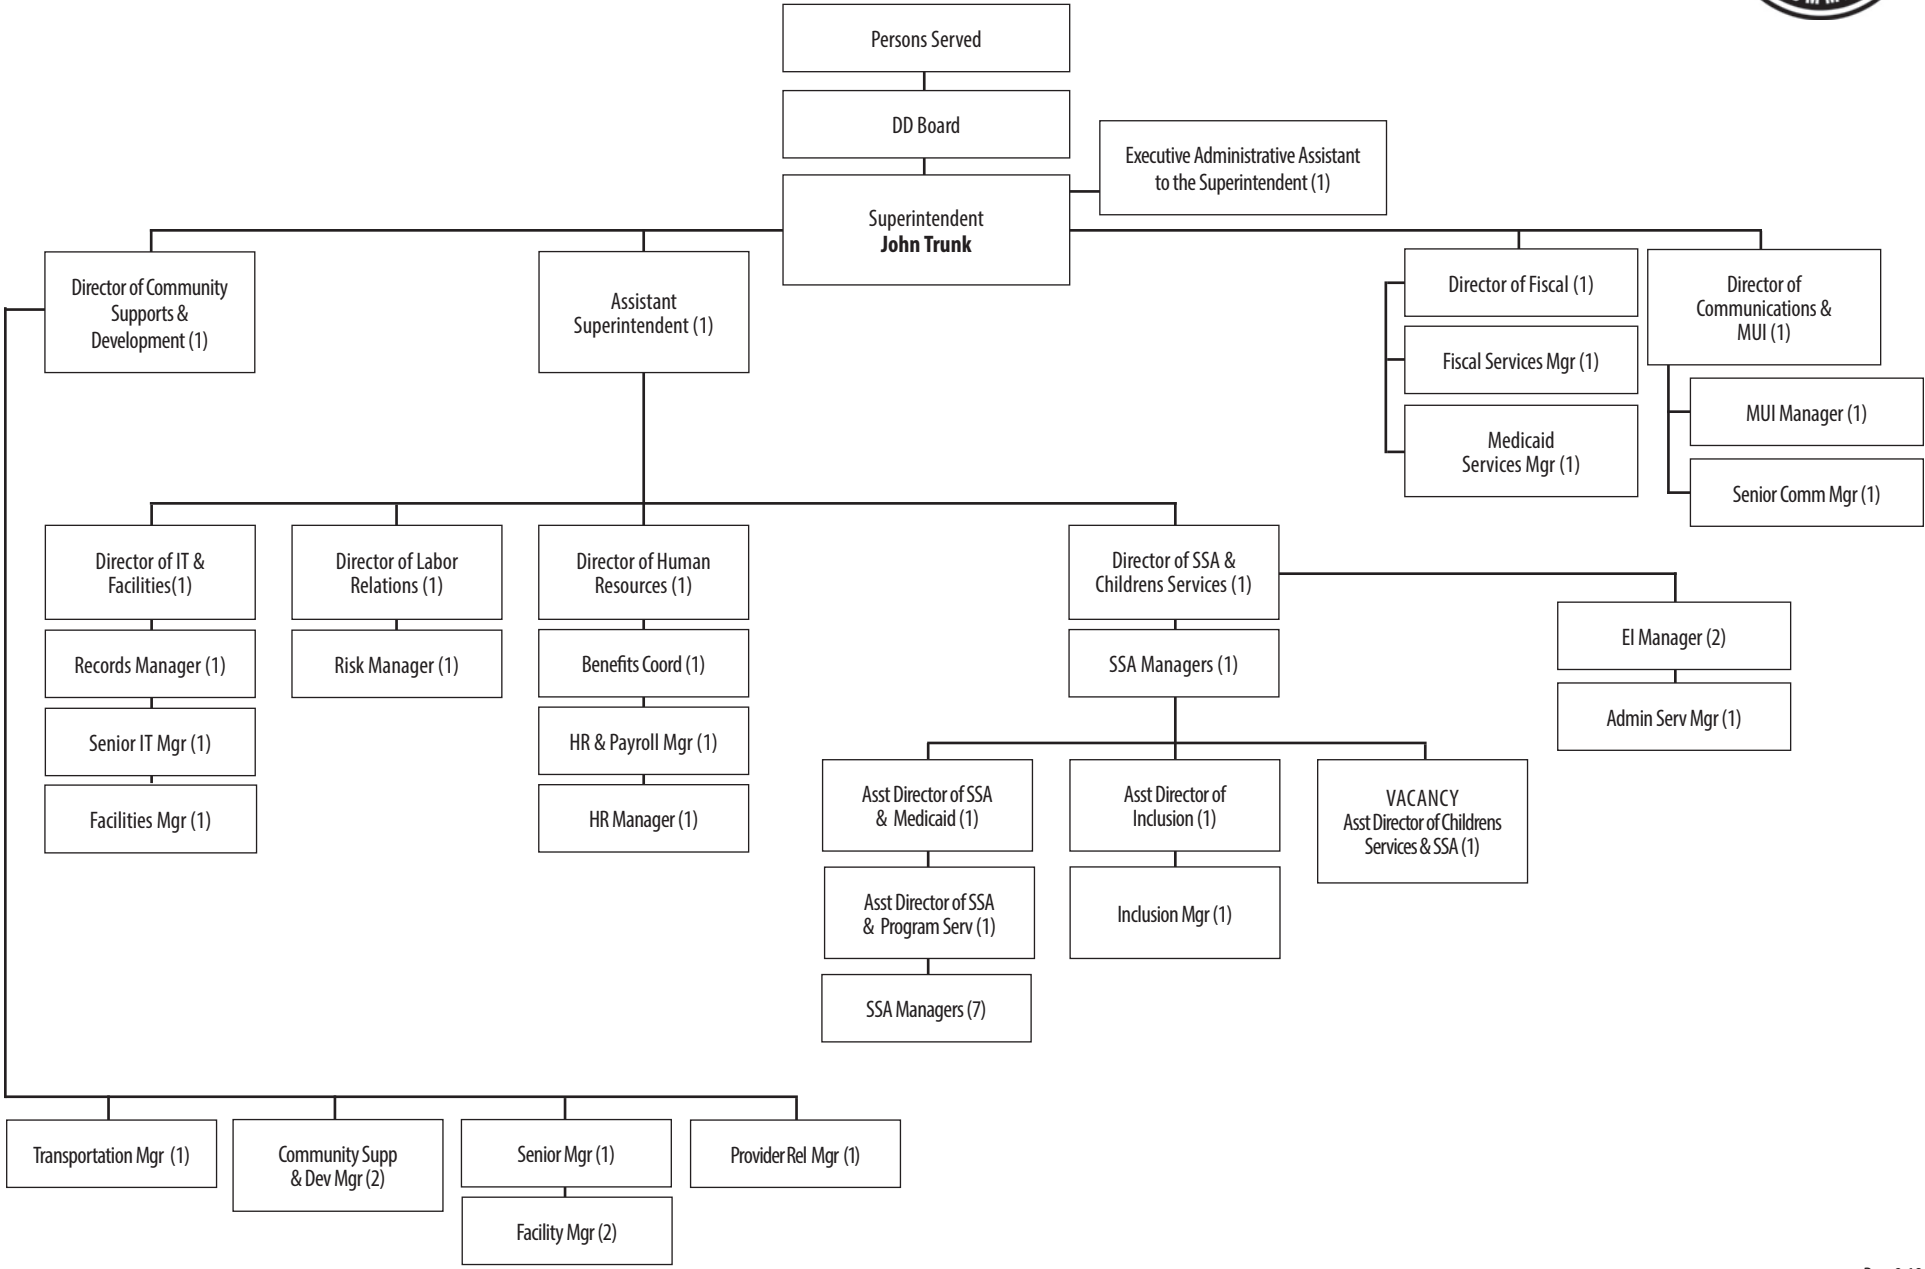 Persons Served
DD Board
Executive Administrative Assistant
to the Superintendent (1)
Superintendent
John Trunk
Director of Community
Supports &
Development (1)
Assistant
Superintendent (1)
Director of Fiscal (1)
Fiscal Services Mgr (1)
Medicaid
Services Mgr (1)
Director of
Communications &
MUI (1)
MUI Manager (1)
Senior Comm Mgr (1)
Director of IT &
Facilities(1)
Records Manager (1)
Senior IT Mgr (1)
Facilities Mgr (1)
Director of Labor
Relations (1)
Risk Manager (1)
Director of Human
Resources (1)
Benefits Coord (1)
HR & Payroll Mgr (1)
HR Manager (1)
Director of SSA &
Childrens Services (1)
SSA Managers (1)
EI Manager (2)
Admin Serv Mgr (1)
Asst Director of SSA
& Medicaid (1)
Asst Director of SSA
& Program Serv (1)
SSA Managers (7)
Asst Director of
Inclusion (1)
Inclusion Mgr (1)
VACANCY
Asst Director of Childrens
Services & SSA (1)
Transportation Mgr (1)
Community Supp
& Dev Mgr (2)
Senior Mgr (1)
Facility Mgr (2)
Provider Rel Mgr (1)